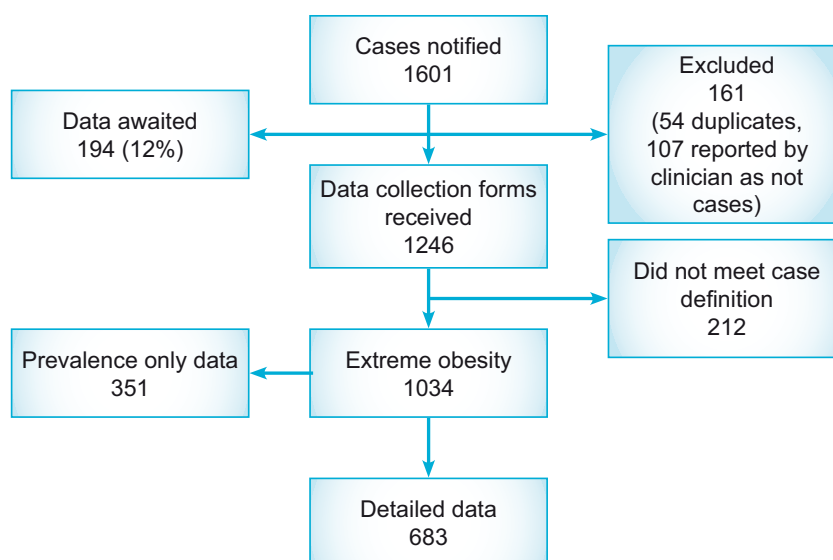 Cases notified
1601
Excluded
161
(54 duplicates,
107 reported by
clinician as not
cases)
Data awaited
194 (12%)
Data collection forms
received
1246
Did not meet case
definition
212
Prevalence only data
351
Extreme obesity
1034
Detailed data
683